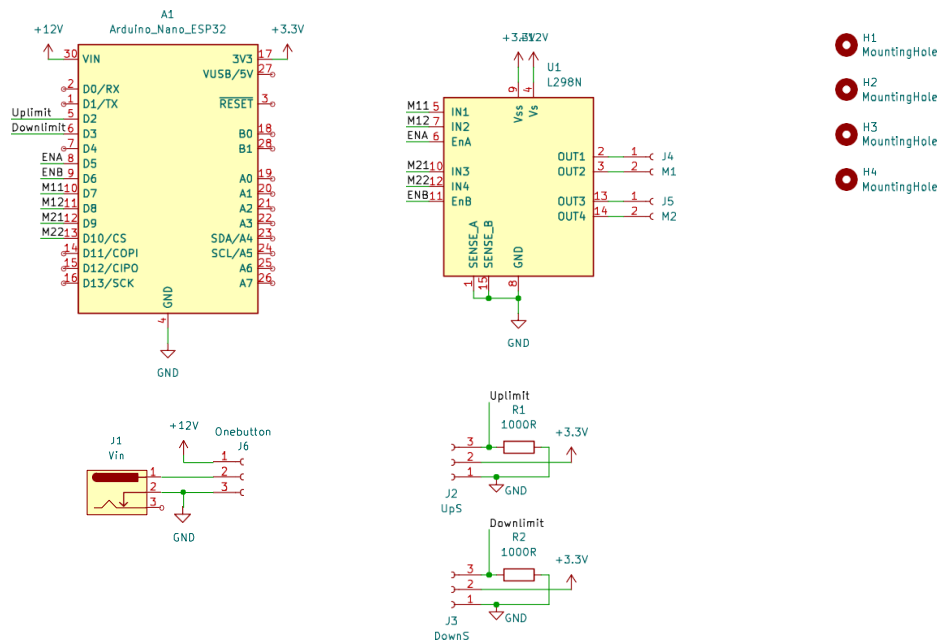 A1
Arduino_Nano_ESP32
+12V
+3.3V
30 VIN
3V3 17
VUSB/5V 27
2 D0/RX
1 D1/TX
RESET 3
Uplimit 5 D2
Downlimit 6 D3
B0 18
7 D4
B1 28
ENA 8 D5
ENB 9 D6
A0 19
M11 10 D7
A1 20
M12 11 D8
A2 21
M21 12 D9
A3 22
M22 13 D10/CS
SDA/A4 23
14 D11/COPI
SCL/A5 24
15 D12/CIPO
A6 25
16 D13/SCK
A7 26
GND
4
GND
+3.3V
+12V
U1
L298N
9
4
Vss
Vs
M11 5 IN1
M12 7 IN2
ENA 6 EnA
M21 10 IN3
M22 12 IN4
ENB 11 EnB
OUT1 2 1 J4
OUT2 3 2 M1
OUT3 13 1 J5
OUT4 14 2 M2
SENSE_A
SENSE_B
GND
1
15
8
GND
H1
MountingHole
H2
MountingHole
H3
MountingHole
H4
MountingHole
J1
Vin
1
2
3
+12V
Onebutton
J6
1
2
3
GND
Uplimit
R1
1000R
+3.3V
3
2
1
GND
J2
UpS
Downlimit
R2
1000R
+3.3V
3
2
1
GND
J3
DownS